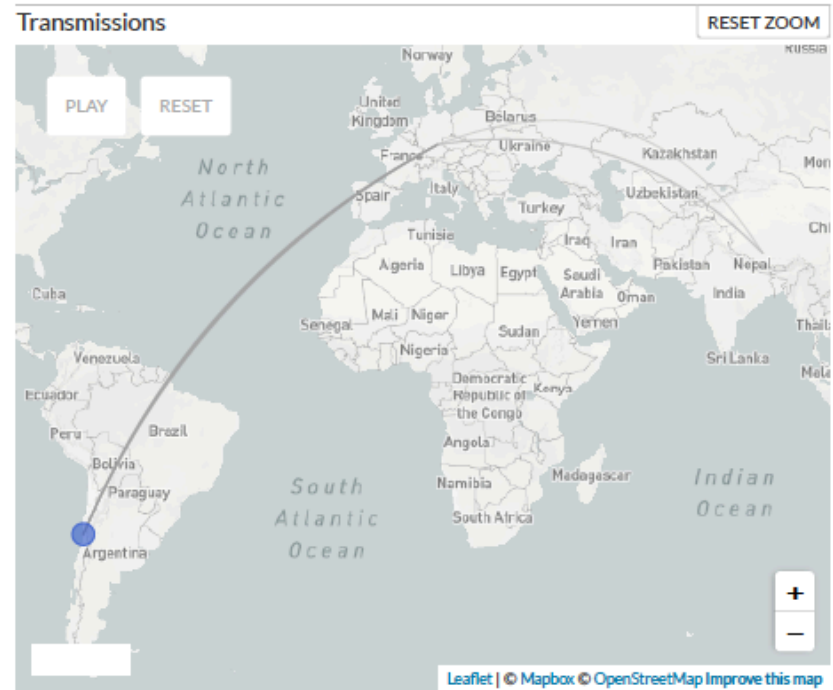 Transmissions
RESET ZOOM
PLAY
RESET
Norway
Russia
United
Kingdom
Belarus
France
Ukraine
Kazakhstan
Mon
North
Atlantic
Ocean
Spain
Italy
Uzbekistan
Turkey
Chi
Tunisia
Iraq
Iran
Algeria
Libya
Egypt
Saudi
Arabia
Pakistan
Nepal
Cuba
Oman
India
Senegal
Mali
Niger
Yemen
Thaila
Sudan
Nigeria
Venezuela
Sri Lanka
Mala
Ecuador
Democratic
Republic of
the Congo
Kenya
Peru
Brazil
Angola
Bolivia
Paraguay
Namibia
Madagascar
Indian
Ocean
South
Atlantic
Ocean
South Africa
Argentina
+
−
Leaflet | © Mapbox © OpenStreetMap Improve this map